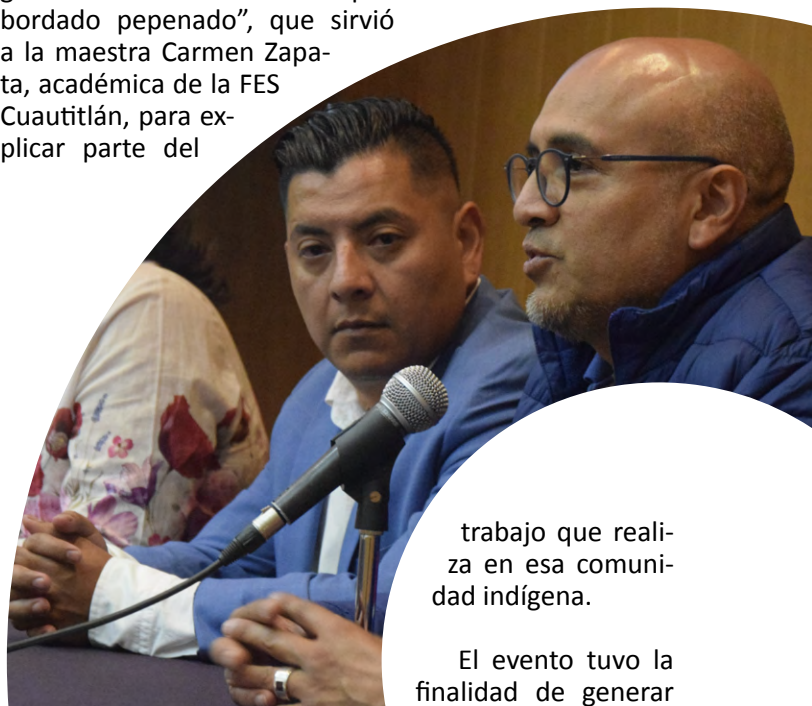 bordado pepenado”, que sirvió
a la maestra Carmen Zapa-
ta, académica de la FES
Cuautitlán, para ex-
plicar parte del
trabajo que reali-
za en esa comuni-
dad indígena.
El evento tuvo la
finalidad de generar